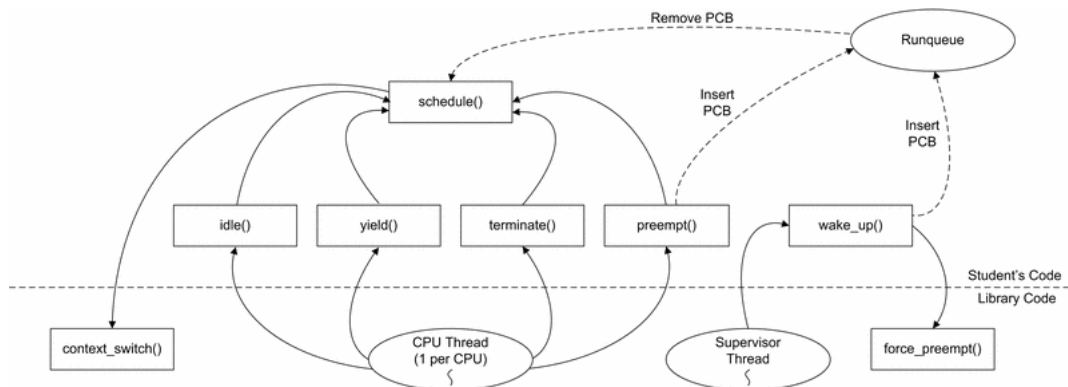 Remove PCB
Runqueue
schedule()
Insert
PCB
Insert
PCB
idle()
yield()
terminate()
preempt()
wake_up()
Student's Code
Library Code
context_switch()
CPU Thread
(1 per CPU)
Supervisor
Thread
force_preempt()